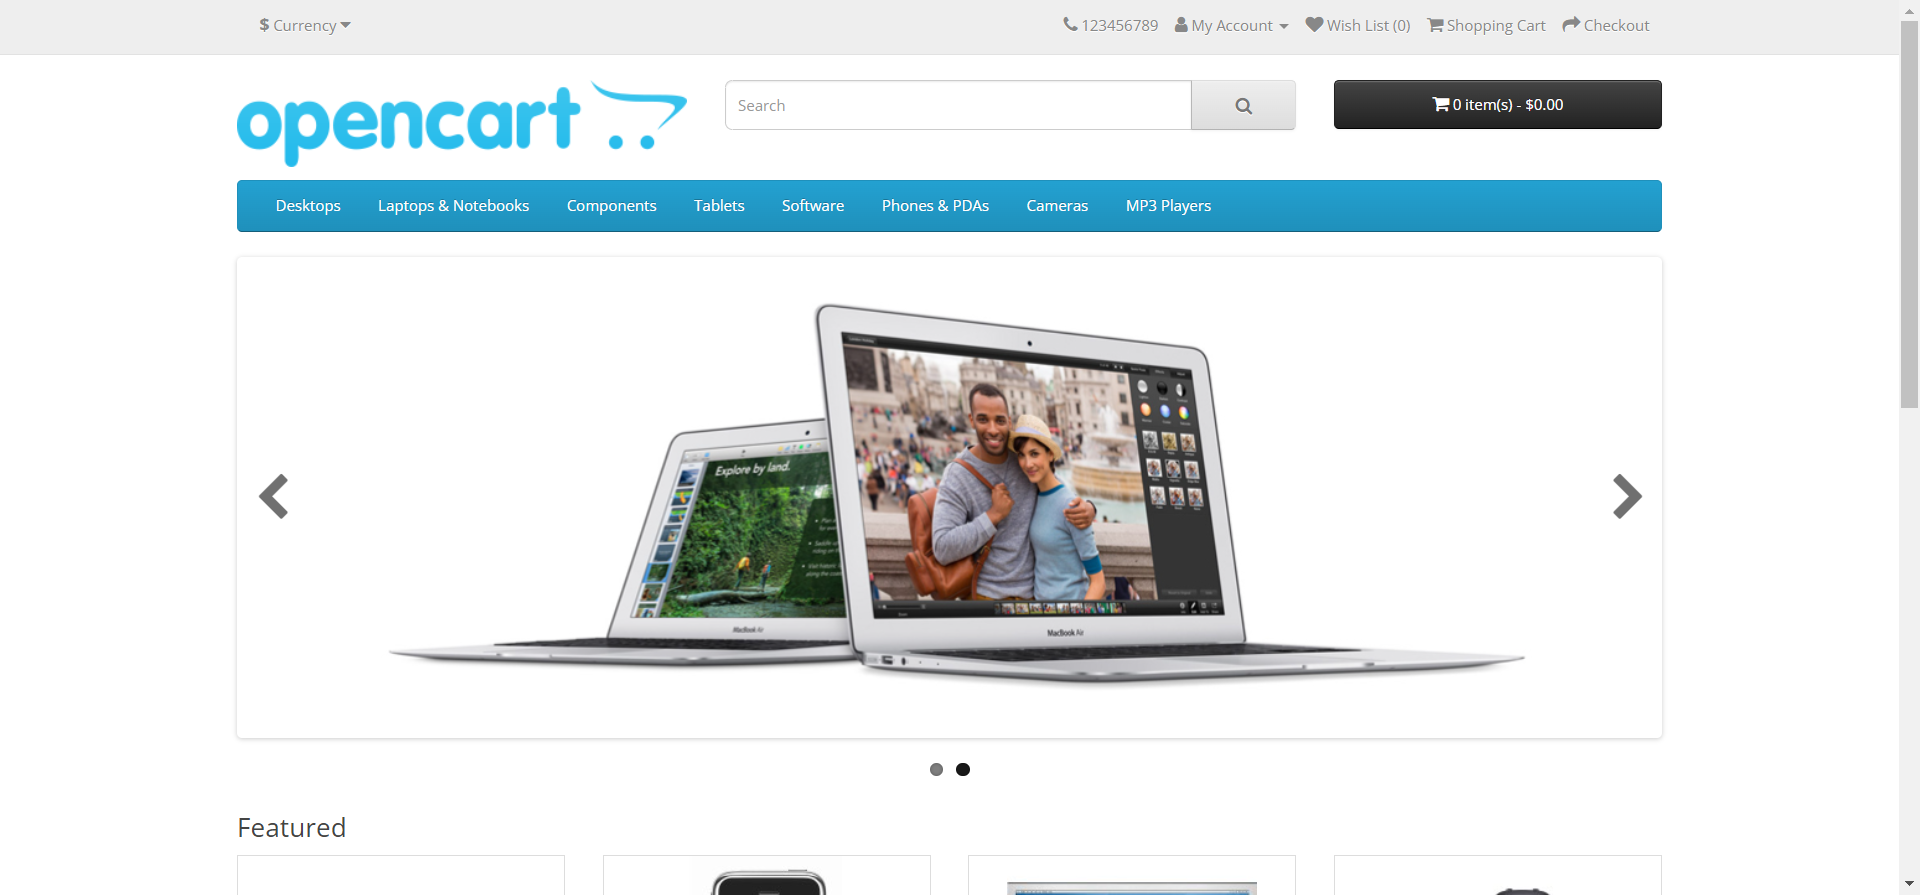 $ Currency
123456789 My Account Wish List (0) Shopping Cart Checkout
opencart
Search
0 item(s) - $0.00
Desktops Laptops & Notebooks Components Tablets Software Phones & PDAs Cameras MP3 Players
Explore by land.
MacBook Air
MacBook Air
Featured